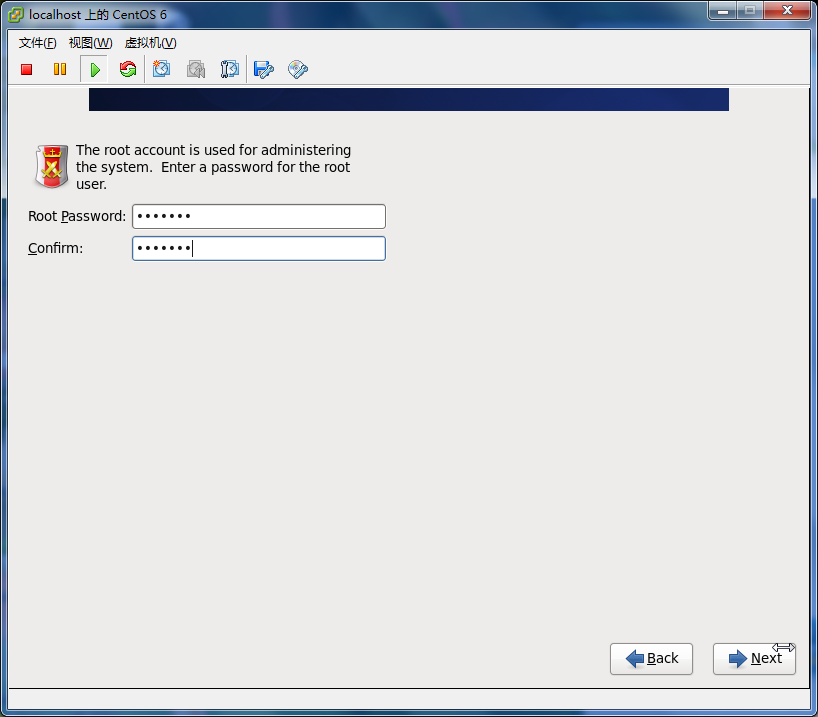 localhost 上的 CentOS 6
文件(F) 视图(W) 虚拟机(V)
The root account is used for administering
the system.  Enter a password for the root
user.
Root Password: •••••••
Confirm: •••••••
Back Next